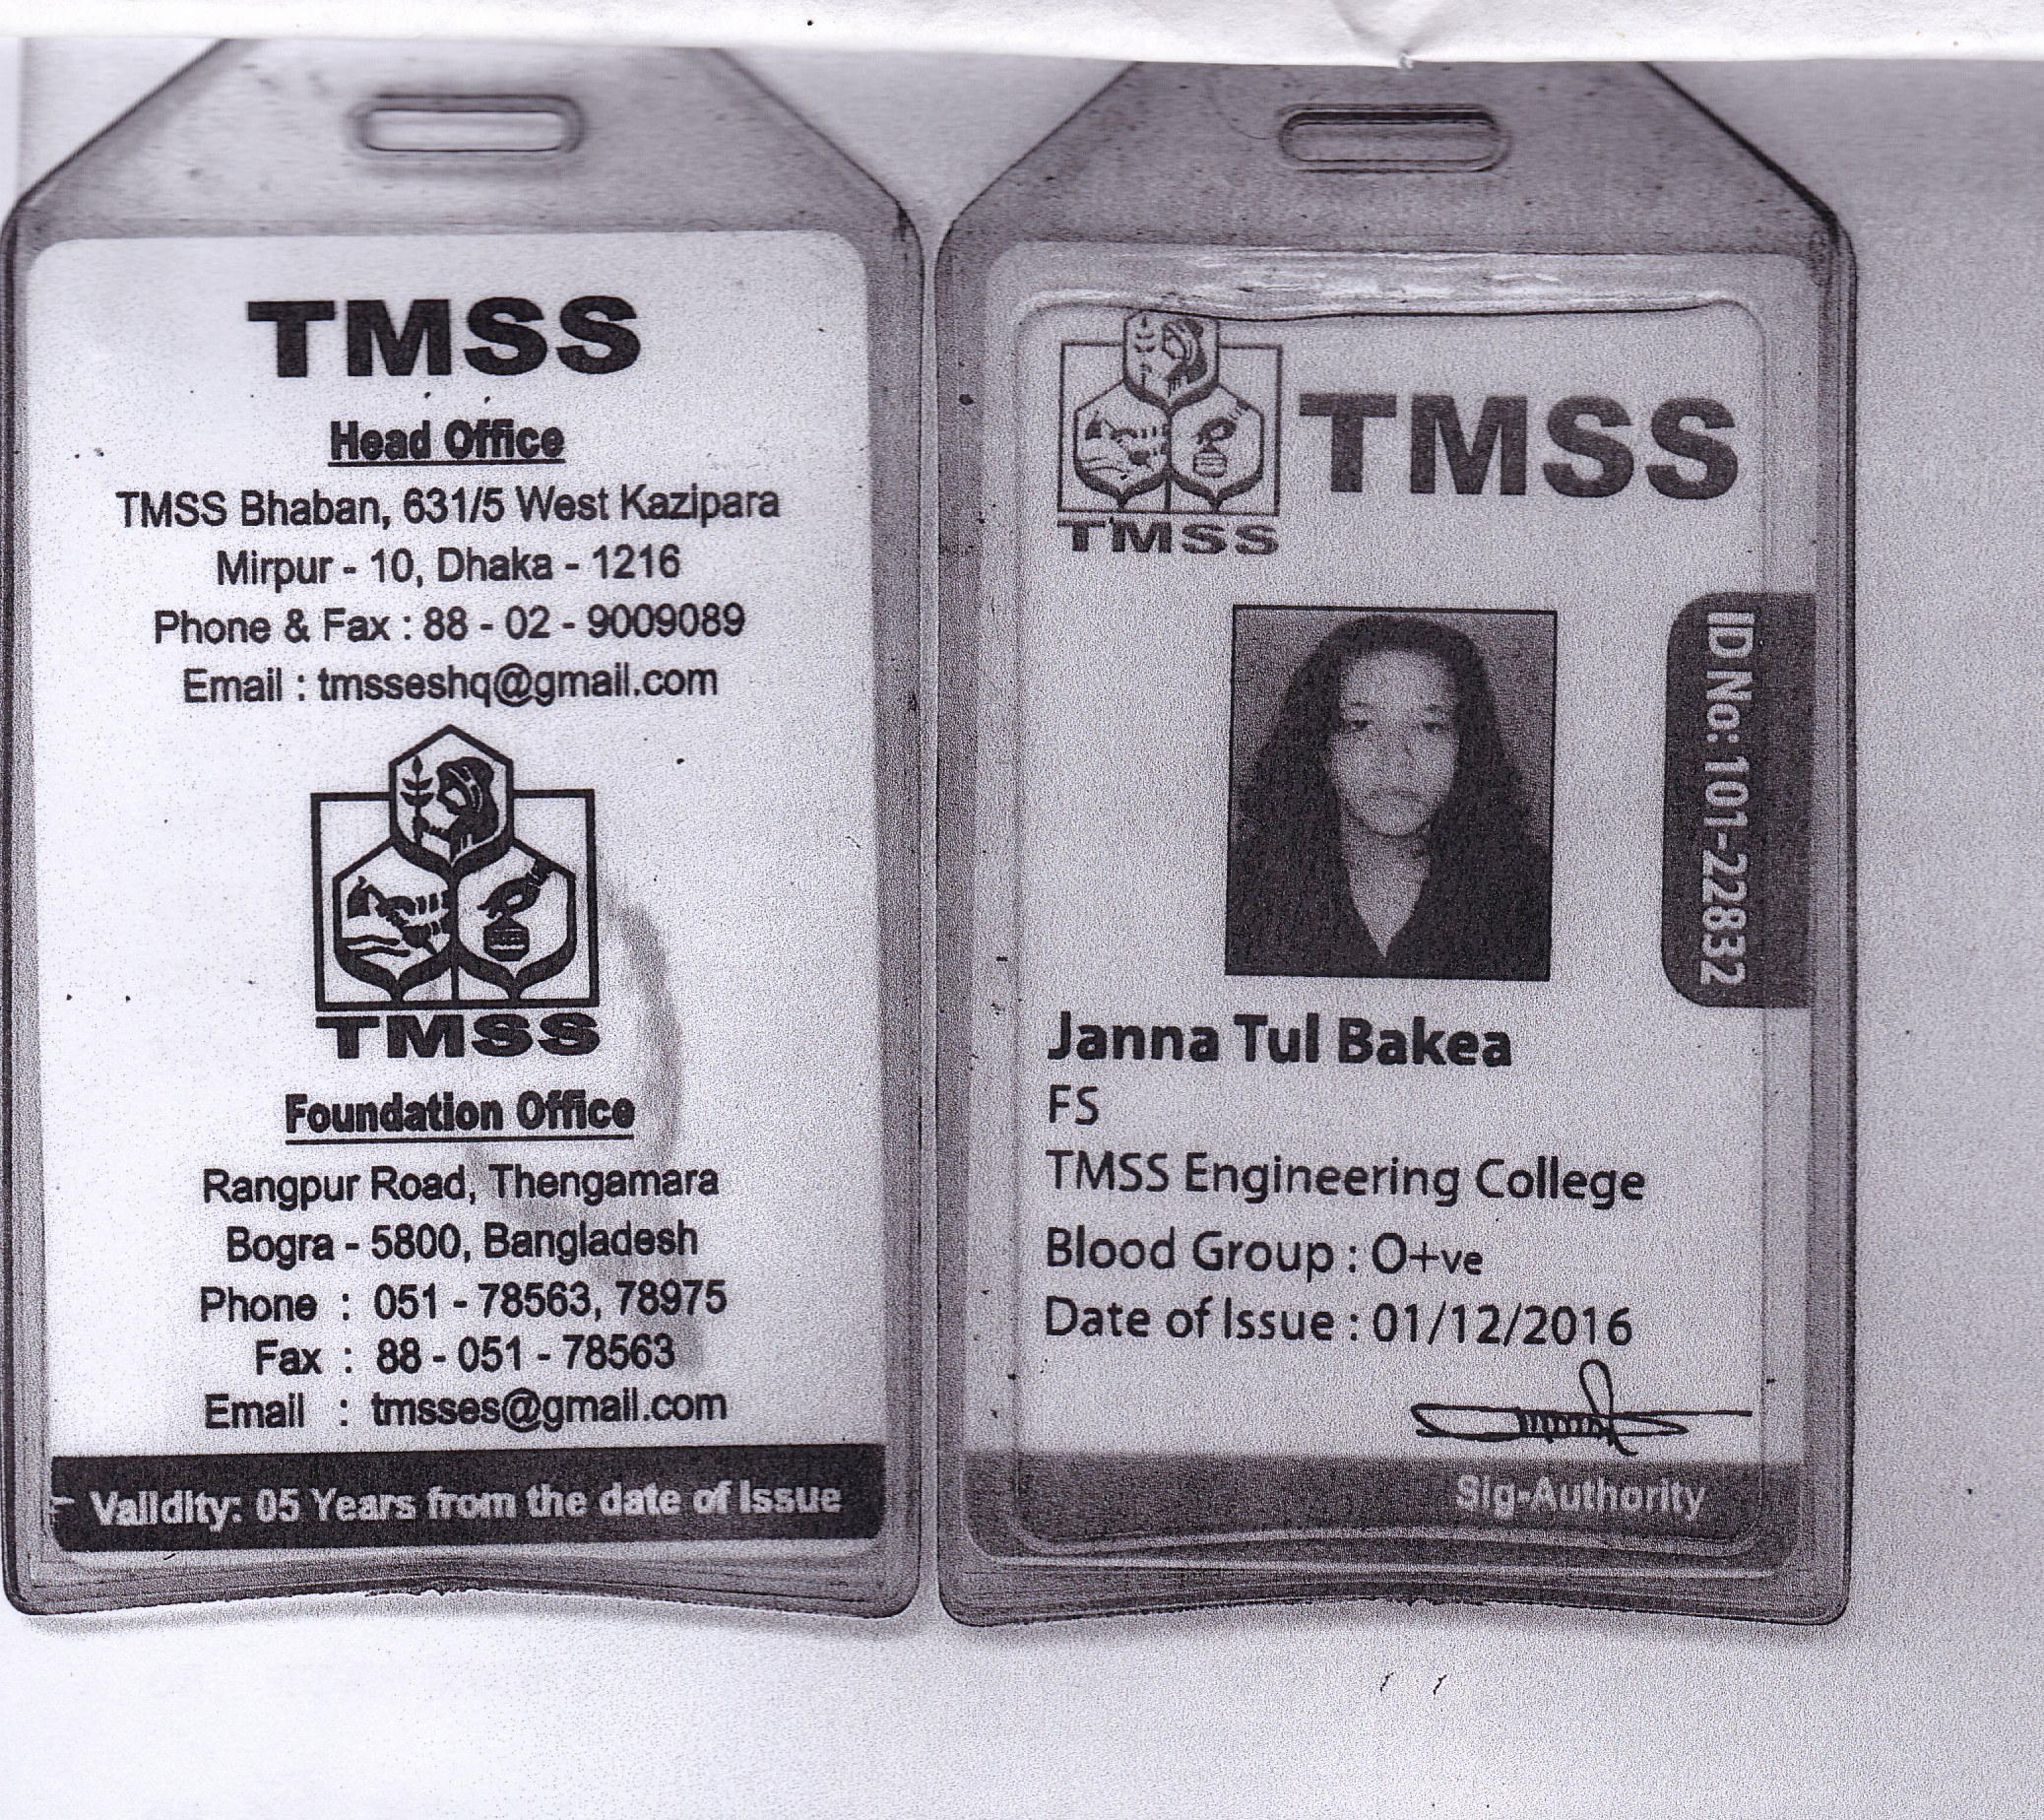 TMSS
Head Office
TMSS Bhaban, 631/5 West Kazipara
Mirpur - 10, Dhaka - 1216
Phone & Fax : 88 - 02 - 9009089
Email : tmsseshq@gmail.com
TMSS
Foundation Office
Rangpur Road, Thengamara
Bogra - 5800, Bangladesh
Phone : 051 - 78563, 78975
Fax : 88 - 051 - 78563
Email : tmsses@gmail.com
Validity: 05 Years from the date of Issue
TMSS
TMSS
ID No: 101-22832
Janna Tul Bakea
FS
TMSS Engineering College
Blood Group : O+ve
Date of Issue : 01/12/2016
Sig-Authority